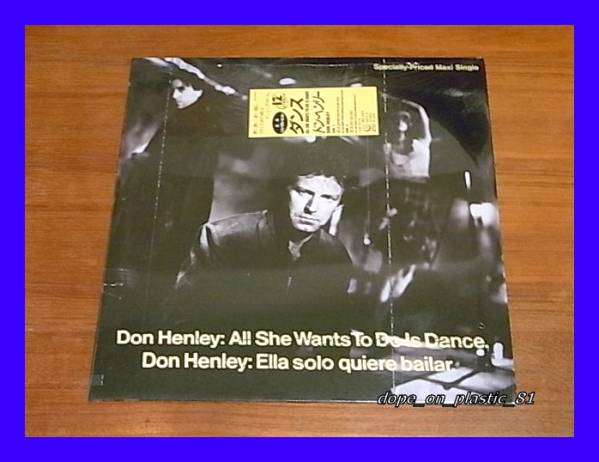 Specially-Priced Maxi Single
12
ダンス
ドン・ヘンリー
Don Henley: All She Wants To Do Is Dance.
Don Henley: Ella solo quiere bailar.
dope_on_plastic_81